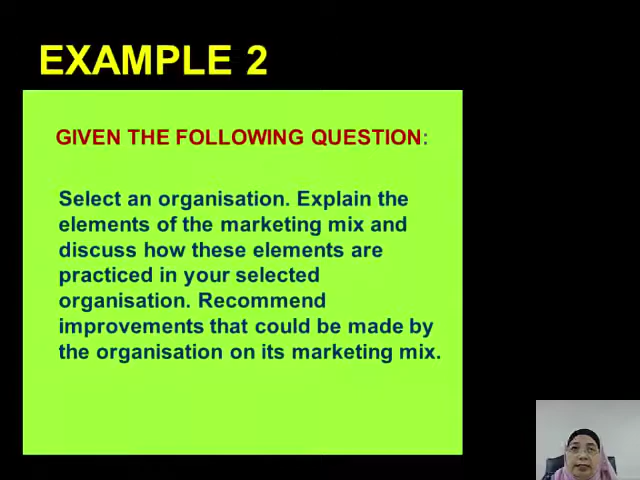 EXAMPLE 2
GIVEN THE FOLLOWING QUESTION:
Select an organisation. Explain the
elements of the marketing mix and
discuss how these elements are
practiced in your selected
organisation. Recommend
improvements that could be made by
the organisation on its marketing mix.